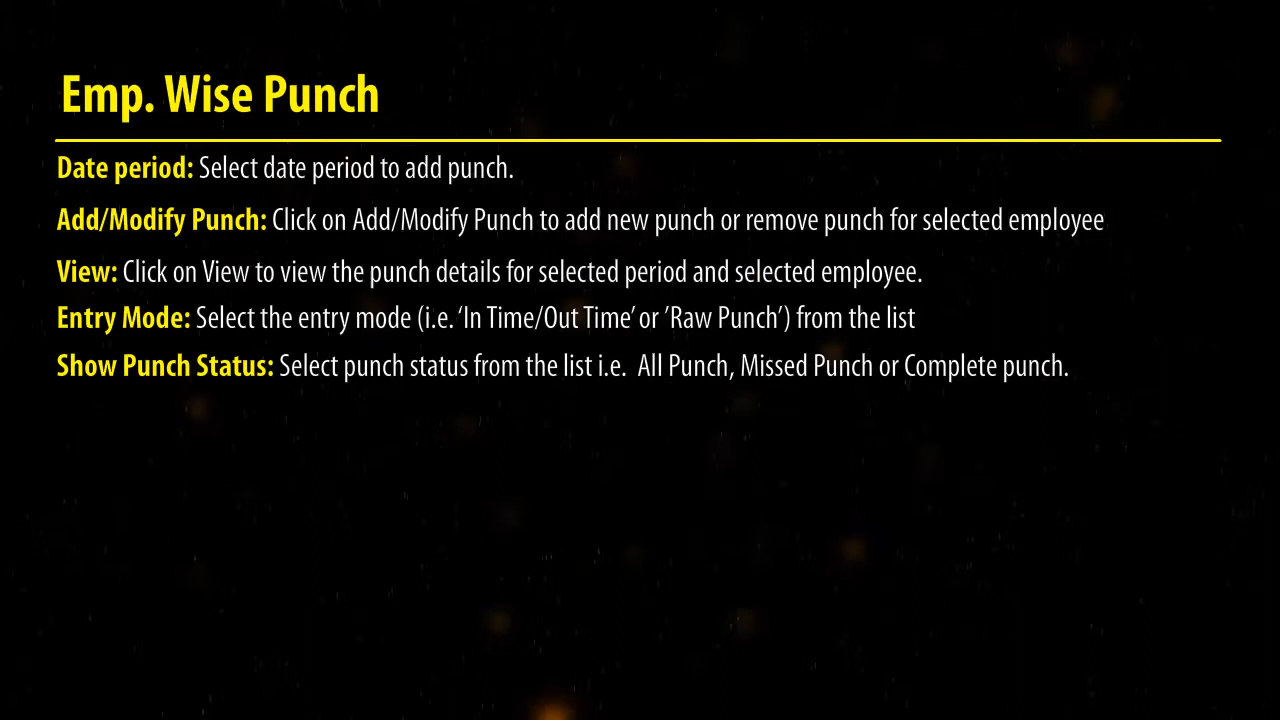 Emp. Wise Punch
Date period: Select date period to add punch.
Add/Modify Punch: Click on Add/Modify Punch to add new punch or remove punch for selected employee
View: Click on View to view the punch details for selected period and selected employee.
Entry Mode: Select the entry mode (i.e. ‘In Time/Out Time’ or ’Raw Punch’) from the list
Show Punch Status: Select punch status from the list i.e.  All Punch, Missed Punch or Complete punch.